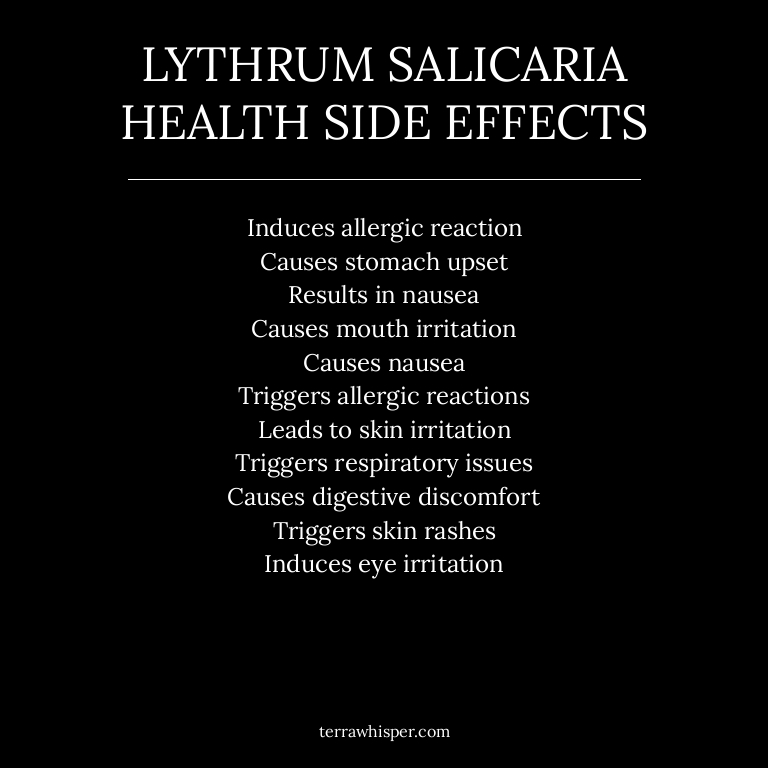 LYTHRUM SALICARIA
HEALTH SIDE EFFECTS
Induces allergic reaction
Causes stomach upset
Results in nausea
Causes mouth irritation
Causes nausea
Triggers allergic reactions
Leads to skin irritation
Triggers respiratory issues
Causes digestive discomfort
Triggers skin rashes
Induces eye irritation
terrawhisper.com